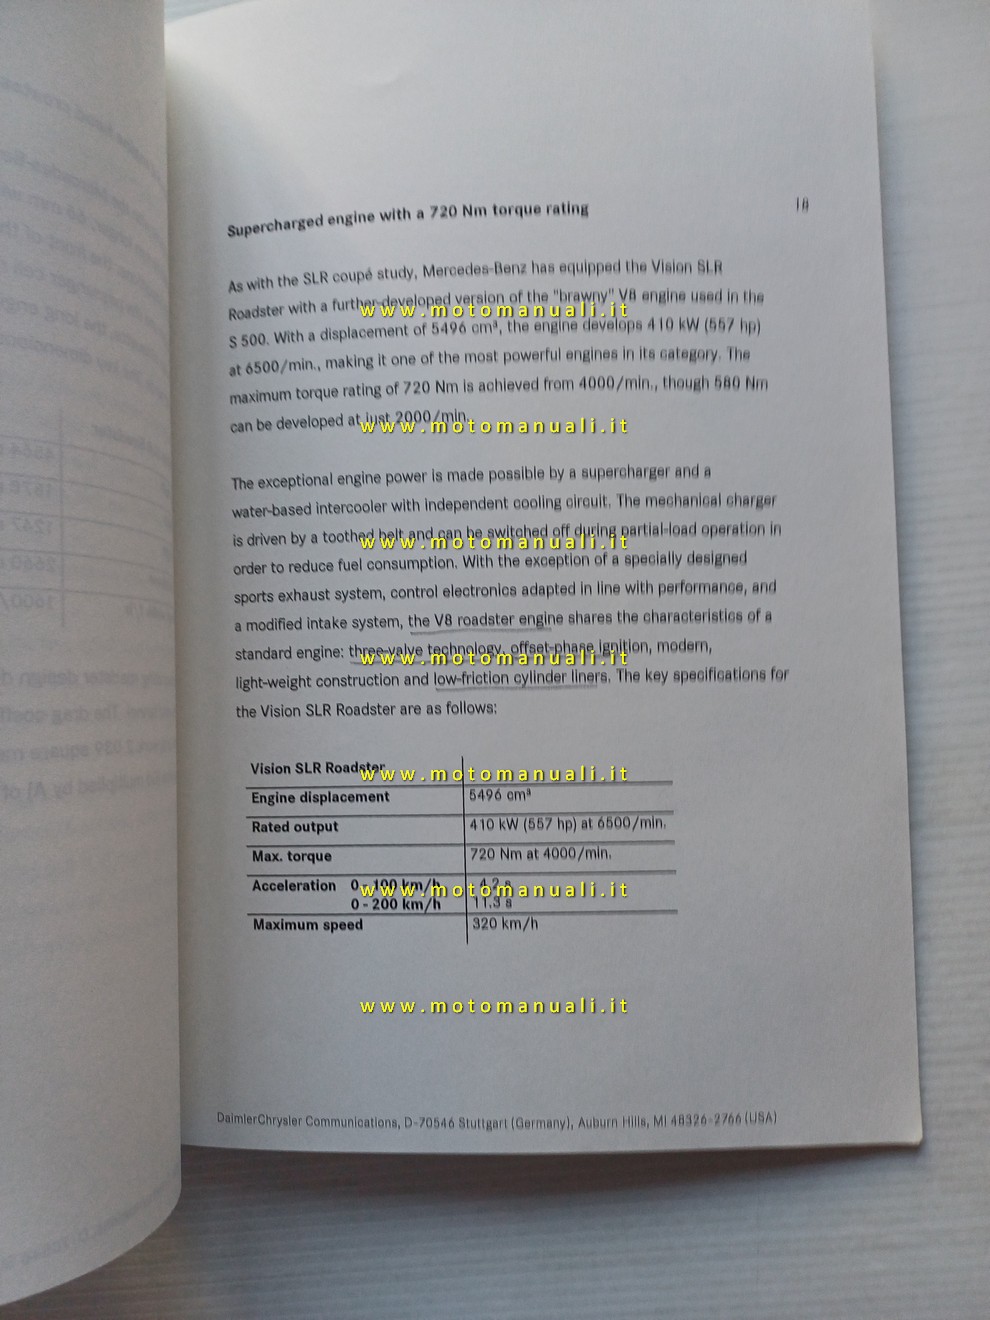 Supercharged engine with a 720 Nm torque rating
As with the SLR coupé study, Mercedes-Benz has equipped the Vision SLR
Roadster with a further-developed version of the "brawny" V8 engine used in the
www.motomanuali.it
S 500. With a displacement of 5496 cm³, the engine develops 410 kW (557 hp)
at 6500/min., making it one of the most powerful engines in its category. The
maximum torque rating of 720 Nm is achieved from 4000/min., though 580 Nm
can be developed at just 2000/min.
www.motomanuali.it
The exceptional engine power is made possible by a supercharger and a
water-based intercooler with independent cooling circuit. The mechanical charger
is driven by a toothed belt and can be switched off during partial-load operation in
www.motomanuali.it
order to reduce fuel consumption. With the exception of a specially designed
sports exhaust system, control electronics adapted in line with performance, and
a modified intake system, the V8 roadster engine shares the characteristics of a
standard engine: three-valve technology, offset-phase ignition, modern,
www.motomanuali.it
light-weight construction and low-friction cylinder liners. The key specifications for
the Vision SLR Roadster are as follows:
Vision SLR Roadster
www.motomanuali.it
Engine displacement 5496 cm³
Rated output 410 kW (557 hp) at 6500/min.
Max. torque 720 Nm at 4000/min.
Acceleration 0 - 100 km/h 4.2 s
www.motomanuali.it
0 - 200 km/h 11.3 s
Maximum speed 320 km/h
www.motomanuali.it
DaimlerChrysler Communications, D-70546 Stuttgart (Germany), Auburn Hills, MI 48326-2766 (USA)